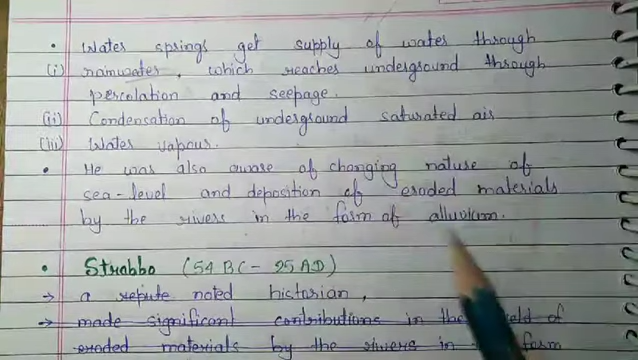 • Water springs get supply of water through
(i) rainwater, which reaches underground through
percolation and seepage.
(ii) Condensation of underground saturated air
(iii) Water vapour.
• He was also aware of changing nature of
sea-level and deposition of eroded materials
by the rivers in the form of alluvium.
• Strabbo (54 BC - 25 AD)
→ a repute noted historian,
→ made significant contributions in the of
eroded materials by the rivers in form